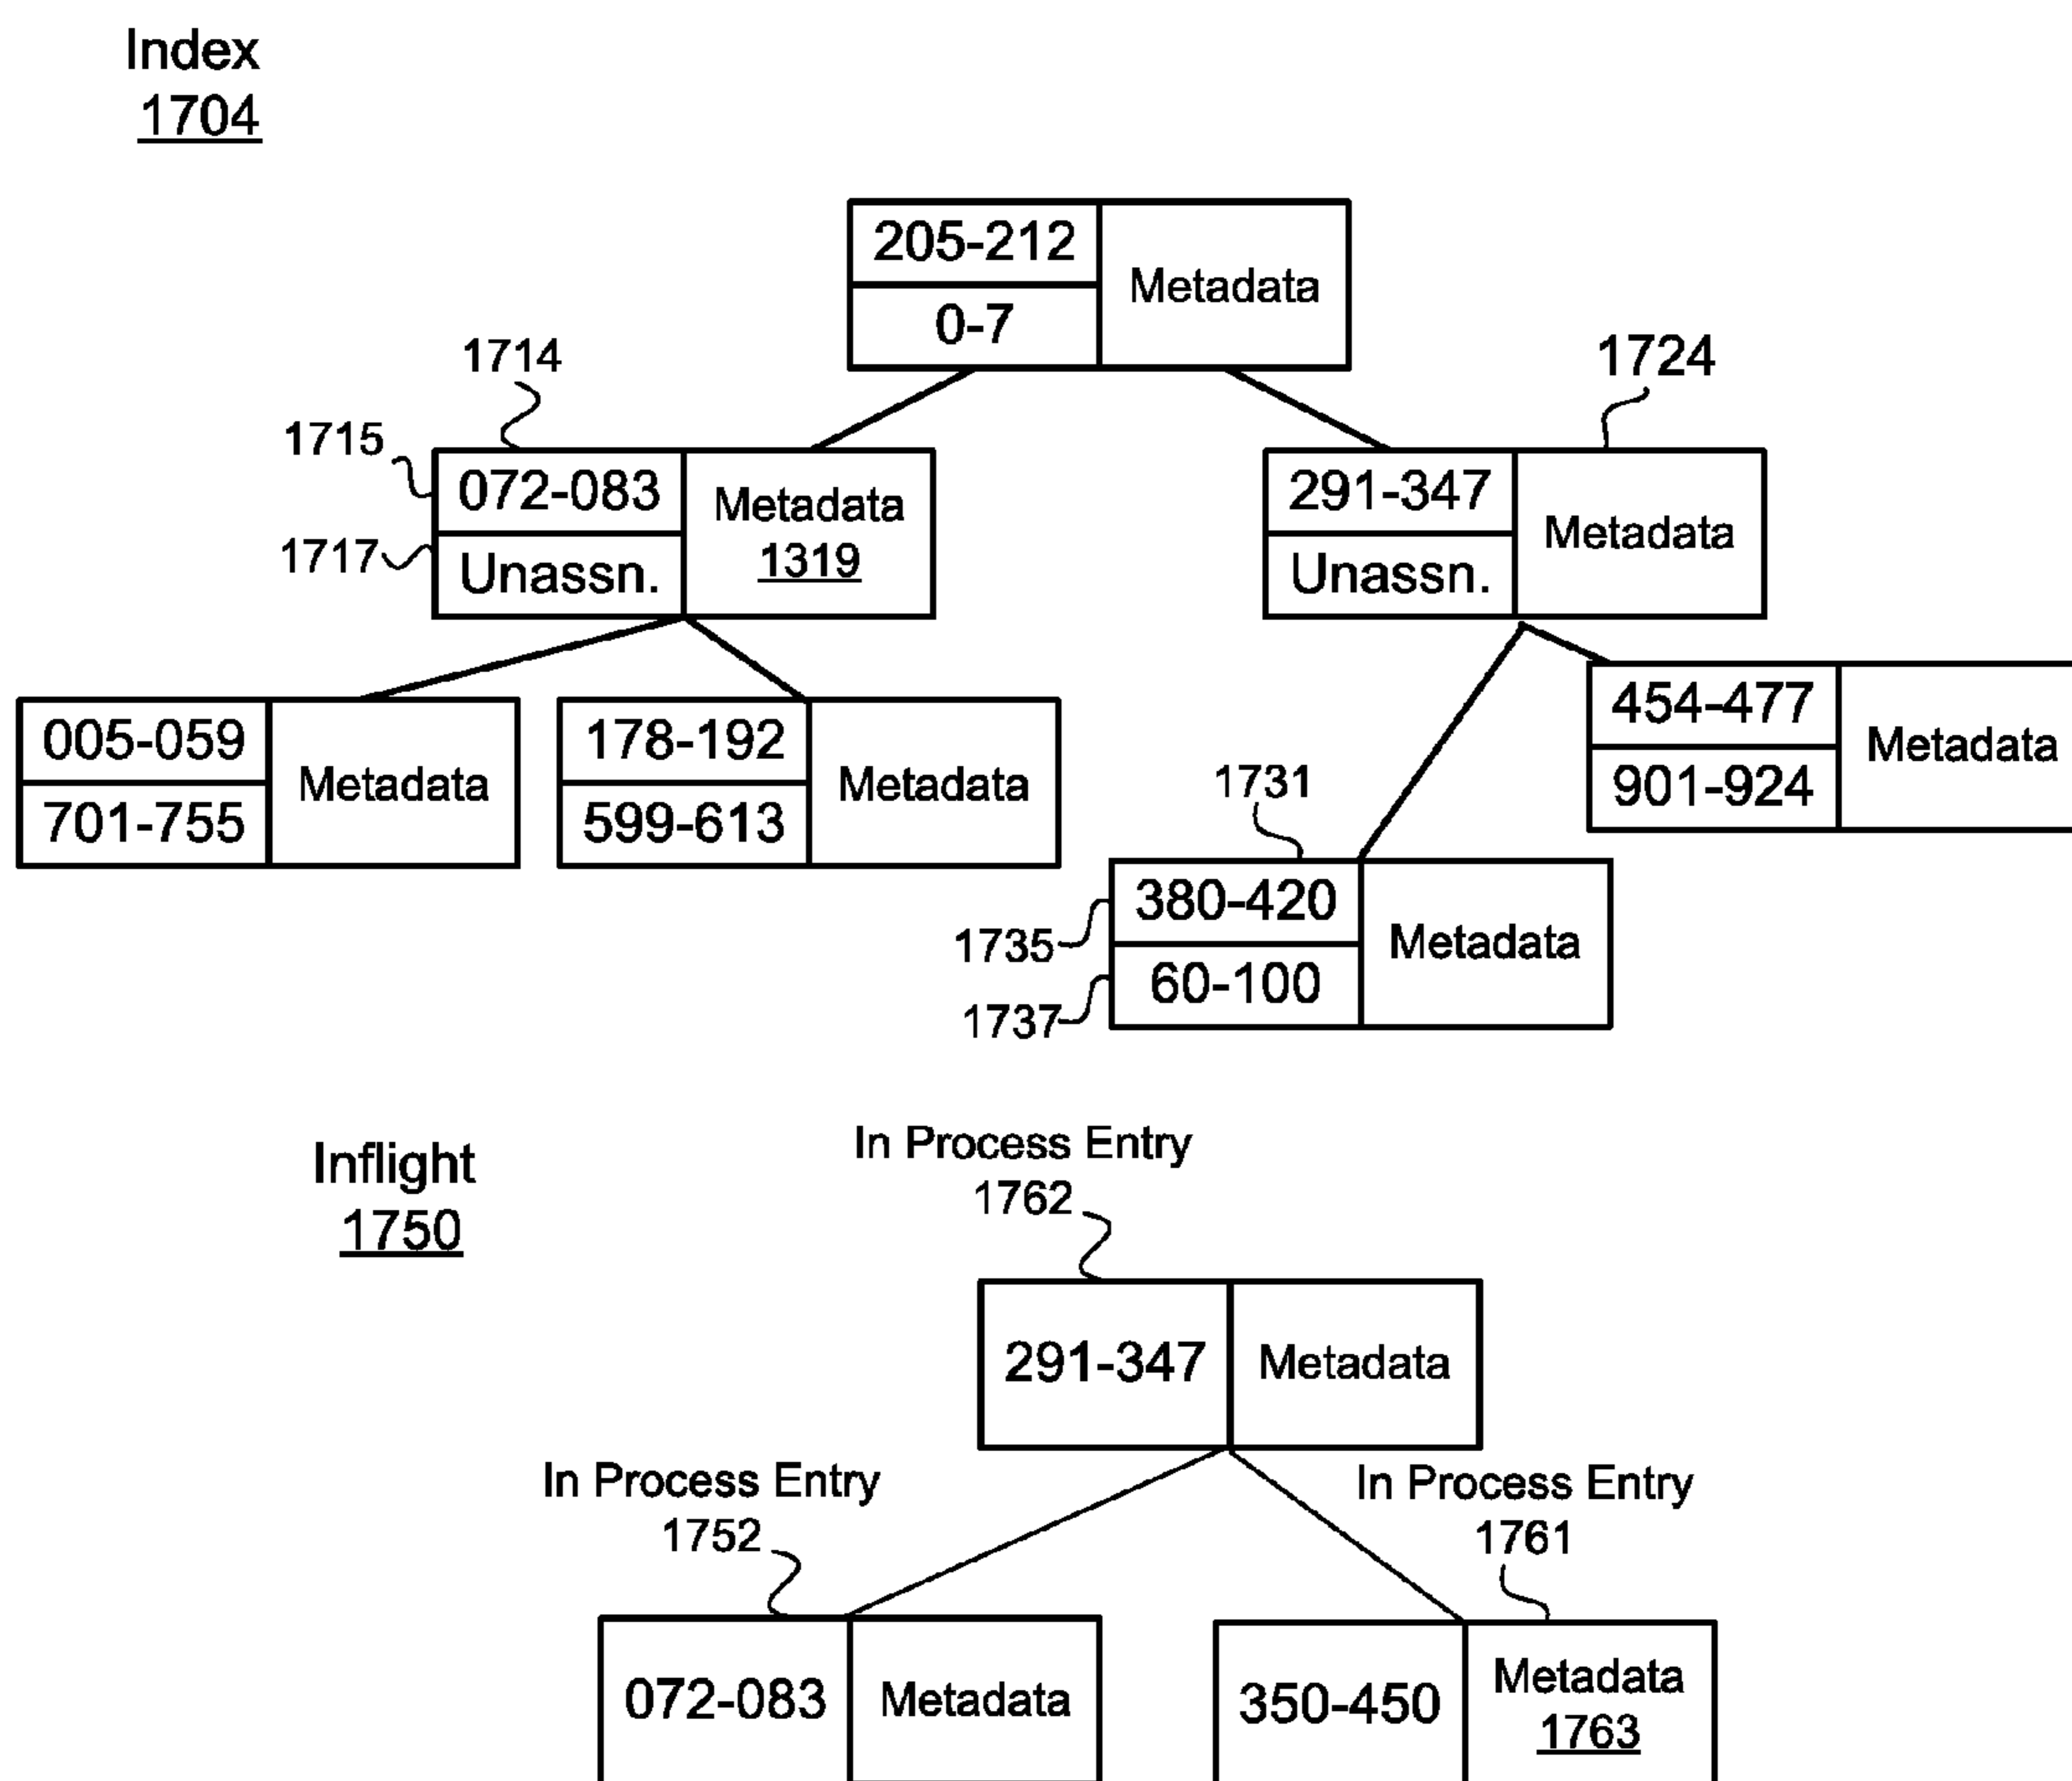 Index
1704
205-212
Metadata
0-7
1714
1724
1715
072-083
Metadata
1319
1717
Unassn.
291-347
Metadata
Unassn.
005-059
Metadata
701-755
178-192
Metadata
599-613
454-477
Metadata
901-924
1731
380-420
Metadata
1735
60-100
1737
Inflight
1750
In Process Entry
1762
291-347
Metadata
In Process Entry
1752
In Process Entry
1761
072-083
Metadata
350-450
Metadata
1763